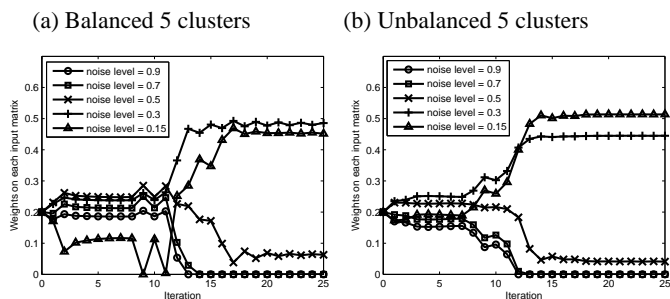 (a) Balanced 5 clusters
(b) Unbalanced 5 clusters
Weights on each input matrix
0.6
0.5
0.4
0.3
0.2
0.1
0
noise level = 0.9
noise level = 0.7
noise level = 0.5
noise level = 0.3
noise level = 0.15
0 5 10 15 20 25
Iteration
Weights on each input matrix
0.6
0.5
0.4
0.3
0.2
0.1
0
noise level = 0.9
noise level = 0.7
noise level = 0.5
noise level = 0.3
noise level = 0.15
0 5 10 15 20 25
Iteration